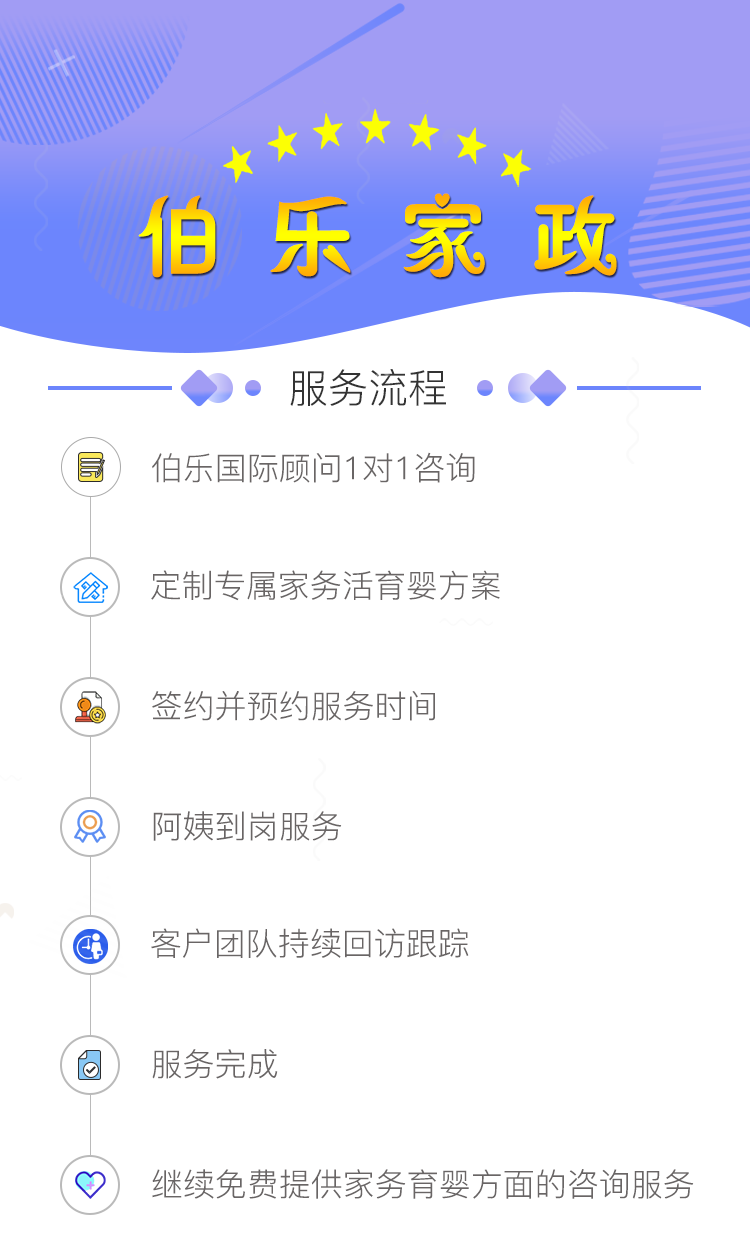 伯乐家政
服务流程
伯乐国际顾问1对1咨询
定制专属家务活育婴方案
签约并预约服务时间
阿姨到岗服务
客户团队持续回访跟踪
服务完成
继续免费提供家务育婴方面的咨询服务